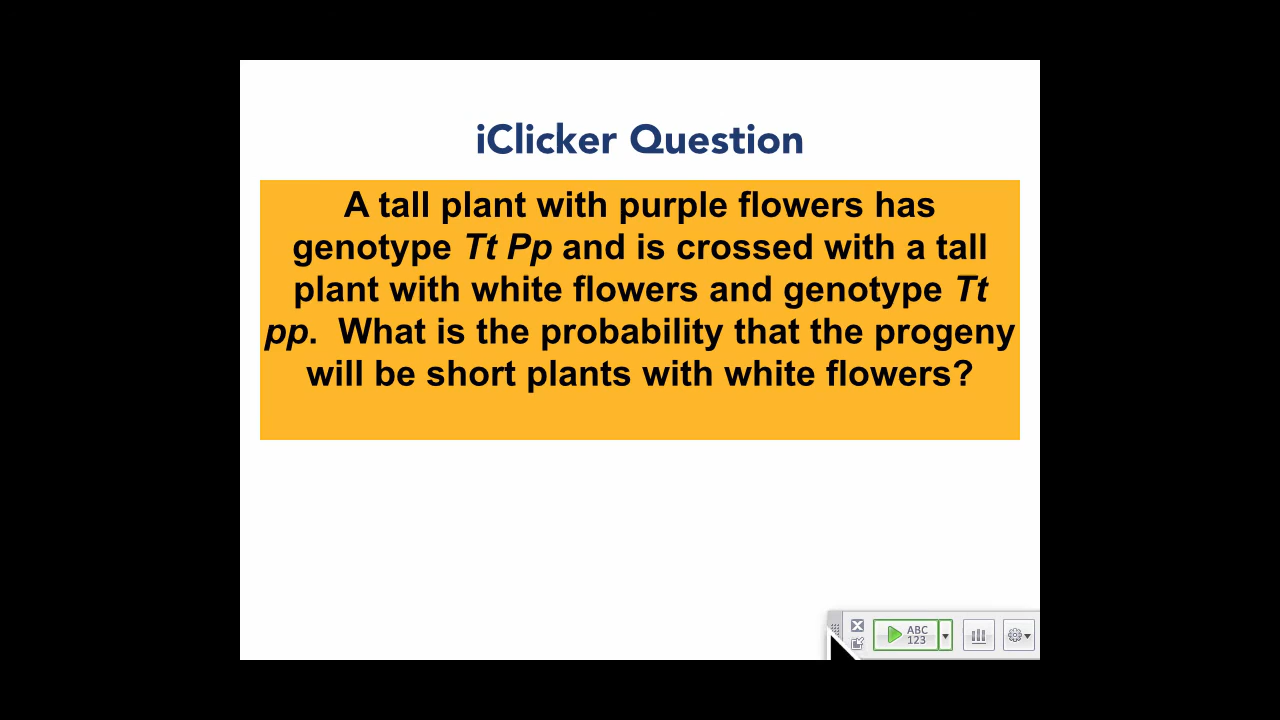 iClicker Question
A tall plant with purple flowers has
genotype Tt Pp and is crossed with a tall
plant with white flowers and genotype Tt
pp.  What is the probability that the progeny
will be short plants with white flowers?
ABC
123